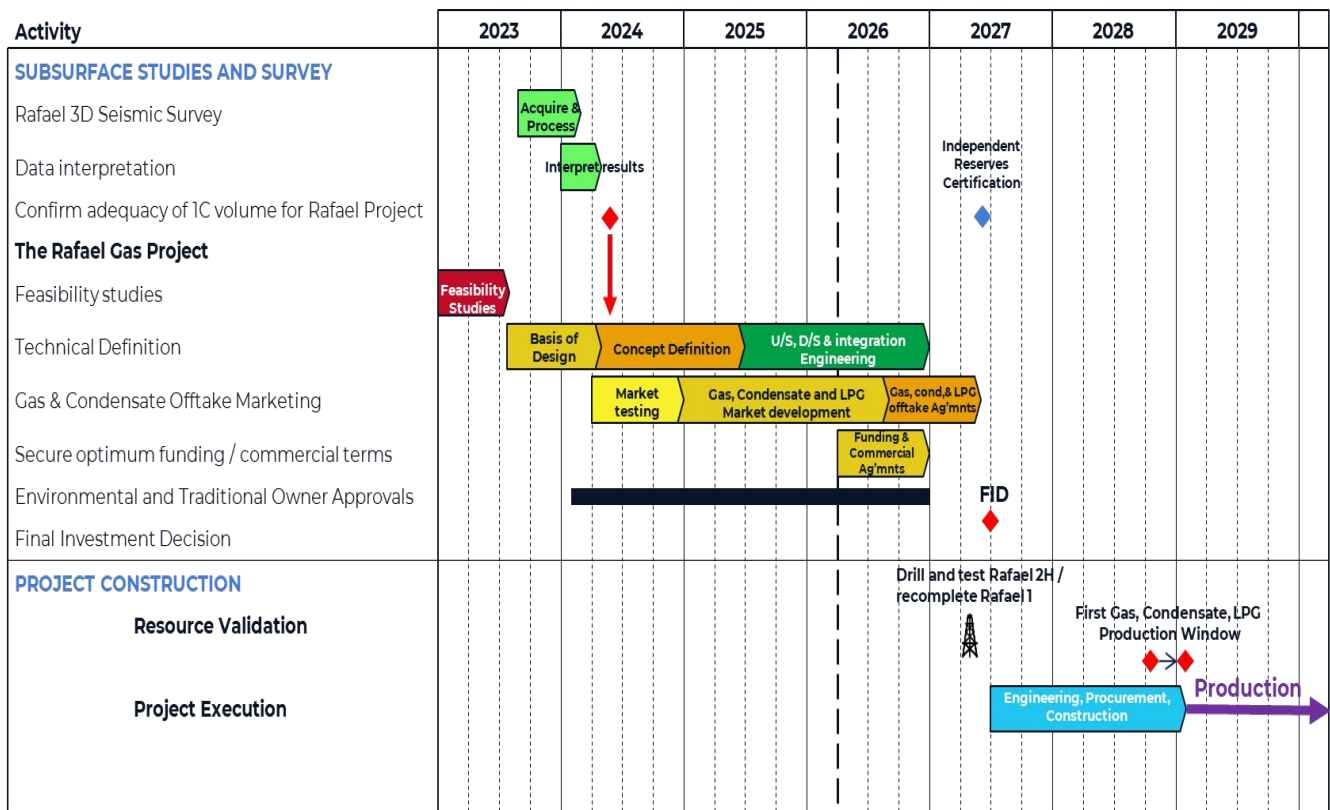 Activity
2023
2024
2025
2026
2027
2028
2029
SUBSURFACE STUDIES AND SURVEY
Rafael 3D Seismic Survey
Acquire &
Process
Data interpretation
Interpret results
Independent
Reserves
Certification
Confirm adequacy of 1C volume for Rafael Project
The Rafael Gas Project
Feasibility studies
Feasibility
Studies
Technical Definition
Basis of
Design
Concept Definition
U/S, D/S & integration
Engineering
Gas & Condensate Offtake Marketing
Market
testing
Gas, Condensate and LPG
Market development
Gas, cond,& LPG
offtake Ag'mnts
Secure optimum funding / commercial terms
Funding &
Commercial
Ag'mnts
Environmental and Traditional Owner Approvals
FID
Final Investment Decision
PROJECT CONSTRUCTION
Drill and test Rafael 2H /
recomplete Rafael 1
Resource Validation
First Gas, Condensate, LPG
Production Window
Project Execution
Engineering, Procurement,
Construction
Production